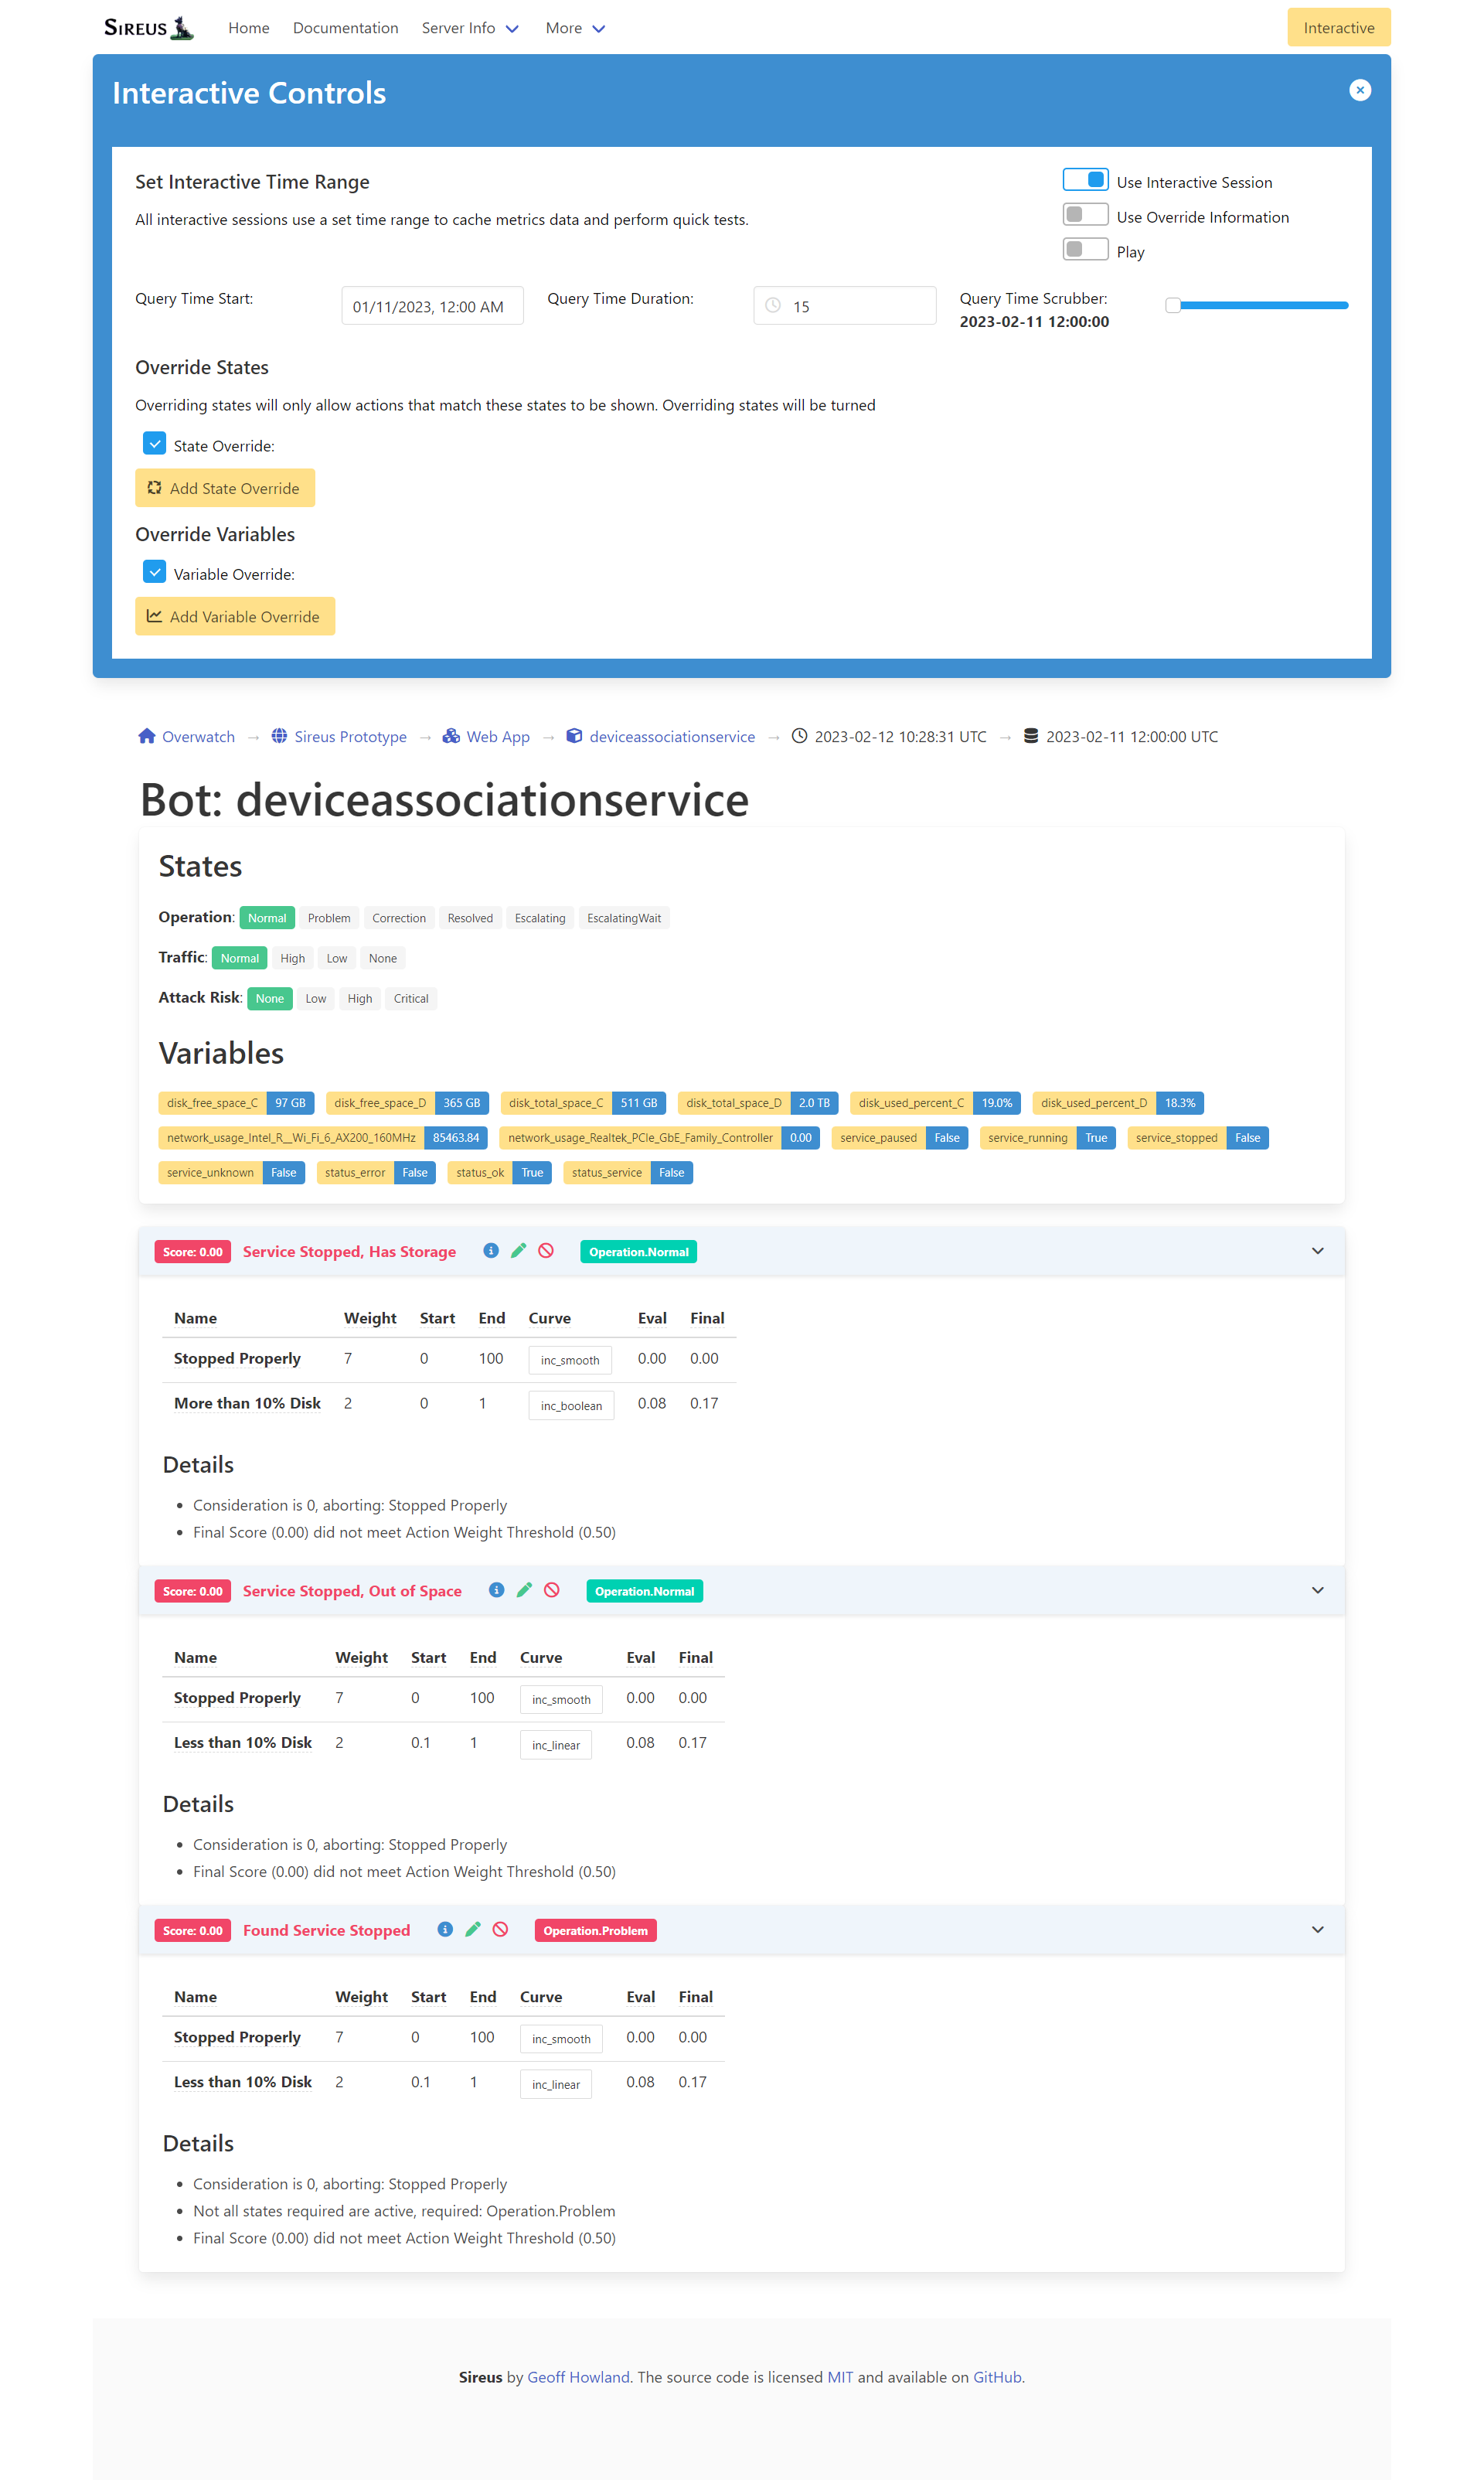 SIREUS Home Documentation Server Info More Interactive
Interactive Controls
Set Interactive Time Range
Use Interactive Session
All interactive sessions use a set time range to cache metrics data and perform quick tests.
Use Override Information
Play
Query Time Start: 01/11/2023, 12:00 AM Query Time Duration: 15 Query Time Scrubber:
2023-02-11 12:00:00
Override States
Overriding states will only allow actions that match these states to be shown. Overriding states will be turned
State Override:
Add State Override
Override Variables
Variable Override:
Add Variable Override
Overwatch → Sireus Prototype → Web App → deviceassociationservice → 2023-02-12 10:28:31 UTC → 2023-02-11 12:00:00 UTC
Bot: deviceassociationservice
States
Operation: Normal Problem Correction Resolved Escalating EscalatingWait
Traffic: Normal High Low None
Attack Risk: None Low High Critical
Variables
disk_free_space_C 97 GB disk_free_space_D 365 GB disk_total_space_C 511 GB disk_total_space_D 2.0 TB disk_used_percent_C 19.0% disk_used_percent_D 18.3%
network_usage_Intel_R__Wi_Fi_6_AX200_160MHz 85463.84 network_usage_Realtek_PCIe_GbE_Family_Controller 0.00 service_paused False service_running True service_stopped False
service_unknown False status_error False status_ok True status_service False
Score: 0.00 Service Stopped, Has Storage Operation.Normal
Name Weight Start End Curve Eval Final
Stopped Properly 7 0 100 inc_smooth 0.00 0.00
More than 10% Disk 2 0 1 inc_boolean 0.08 0.17
Details
• Consideration is 0, aborting: Stopped Properly
• Final Score (0.00) did not meet Action Weight Threshold (0.50)
Score: 0.00 Service Stopped, Out of Space Operation.Normal
Name Weight Start End Curve Eval Final
Stopped Properly 7 0 100 inc_smooth 0.00 0.00
Less than 10% Disk 2 0.1 1 inc_linear 0.08 0.17
Details
• Consideration is 0, aborting: Stopped Properly
• Final Score (0.00) did not meet Action Weight Threshold (0.50)
Score: 0.00 Found Service Stopped Operation.Problem
Name Weight Start End Curve Eval Final
Stopped Properly 7 0 100 inc_smooth 0.00 0.00
Less than 10% Disk 2 0.1 1 inc_linear 0.08 0.17
Details
• Consideration is 0, aborting: Stopped Properly
• Not all states required are active, required: Operation.Problem
• Final Score (0.00) did not meet Action Weight Threshold (0.50)
Sireus by Geoff Howland. The source code is licensed MIT and available on GitHub.